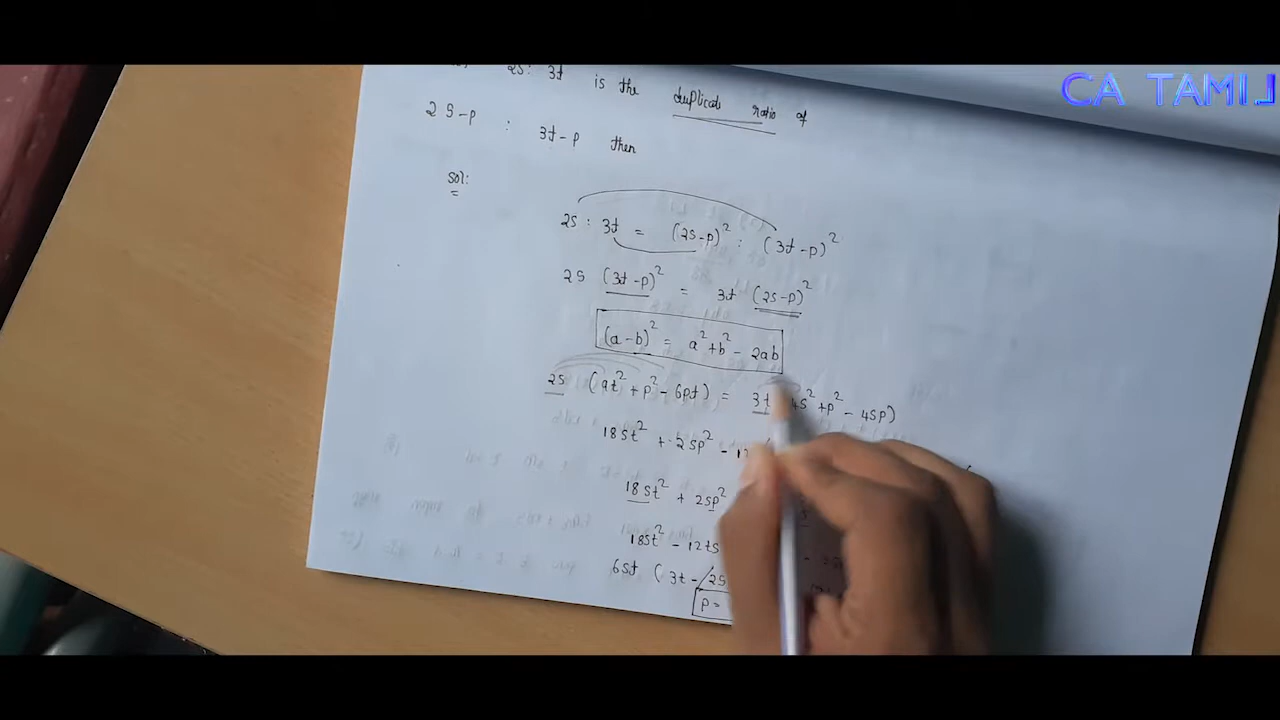 CA TAMIL
2s : 3t is the duplicate ratio of
2s-p : 3t-p then
sol:
2s : 3t = (2s-p)² : (3t-p)²
2s (3t-p)² = 3t (2s-p)²
(a-b)² = a²+b² - 2ab
2s (9t² + p² - 6pt) = 3t 4s² + p² - 4sp)
18st² + 2sp² - 12
18st² + 2sp²
18st² - 12ts
6st (3t - 2s
p =